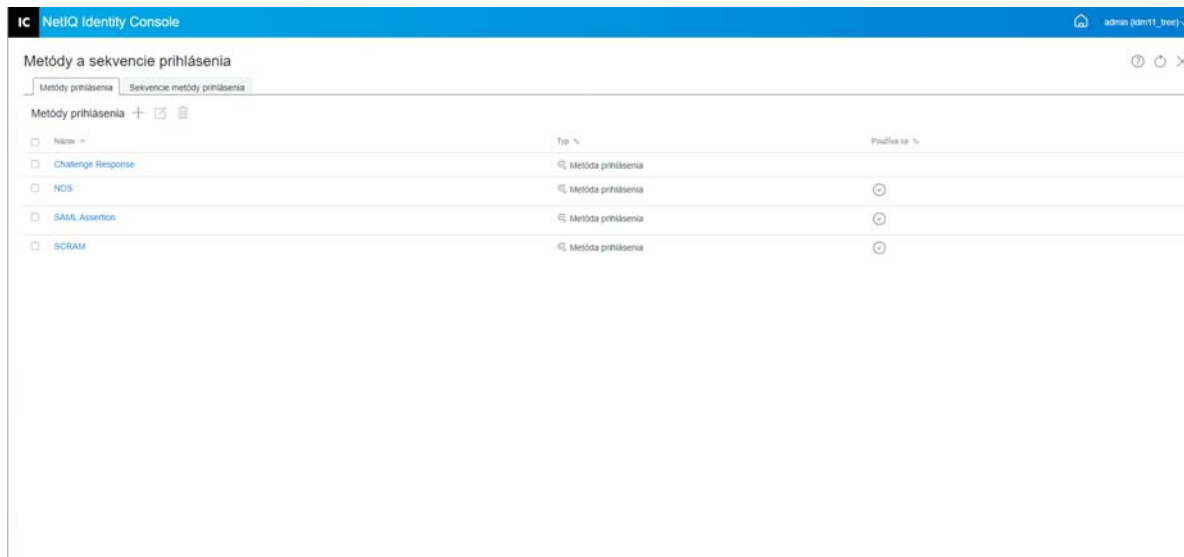 IC NetIQ Identity Console admin (idm11_tree)
Metódy a sekvencie prihlásenia
Metódy prihlásenia Sekvencie metódy prihlásenia
Metódy prihlásenia
Názov Typ Používa sa
Challenge Response Metóda prihlásenia
NDS Metóda prihlásenia
SAML Assertion Metóda prihlásenia
SCRAM Metóda prihlásenia